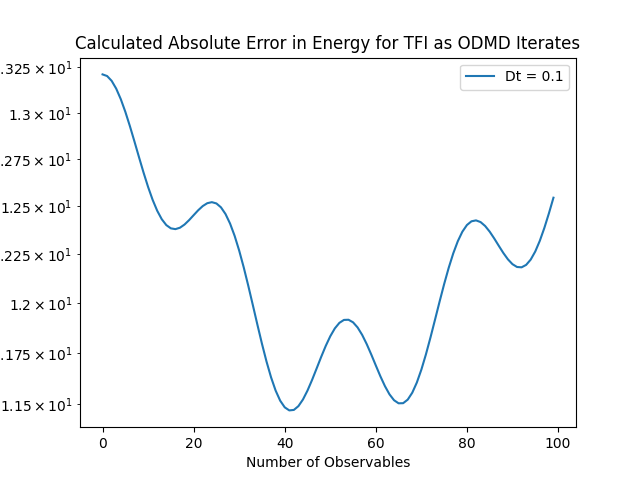 Calculated Absolute Error in Energy for TFI as ODMD Iterates
Dt = 0.1
.325 × 10¹
1.3 × 10¹
.275 × 10¹
1.25 × 10¹
.225 × 10¹
1.2 × 10¹
.175 × 10¹
1.15 × 10¹
0 20 40 60 80 100
Number of Observables